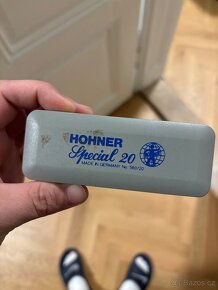 HOHNER
Special 20
MADE IN GERMANY No. 560/20
Bazos.cz